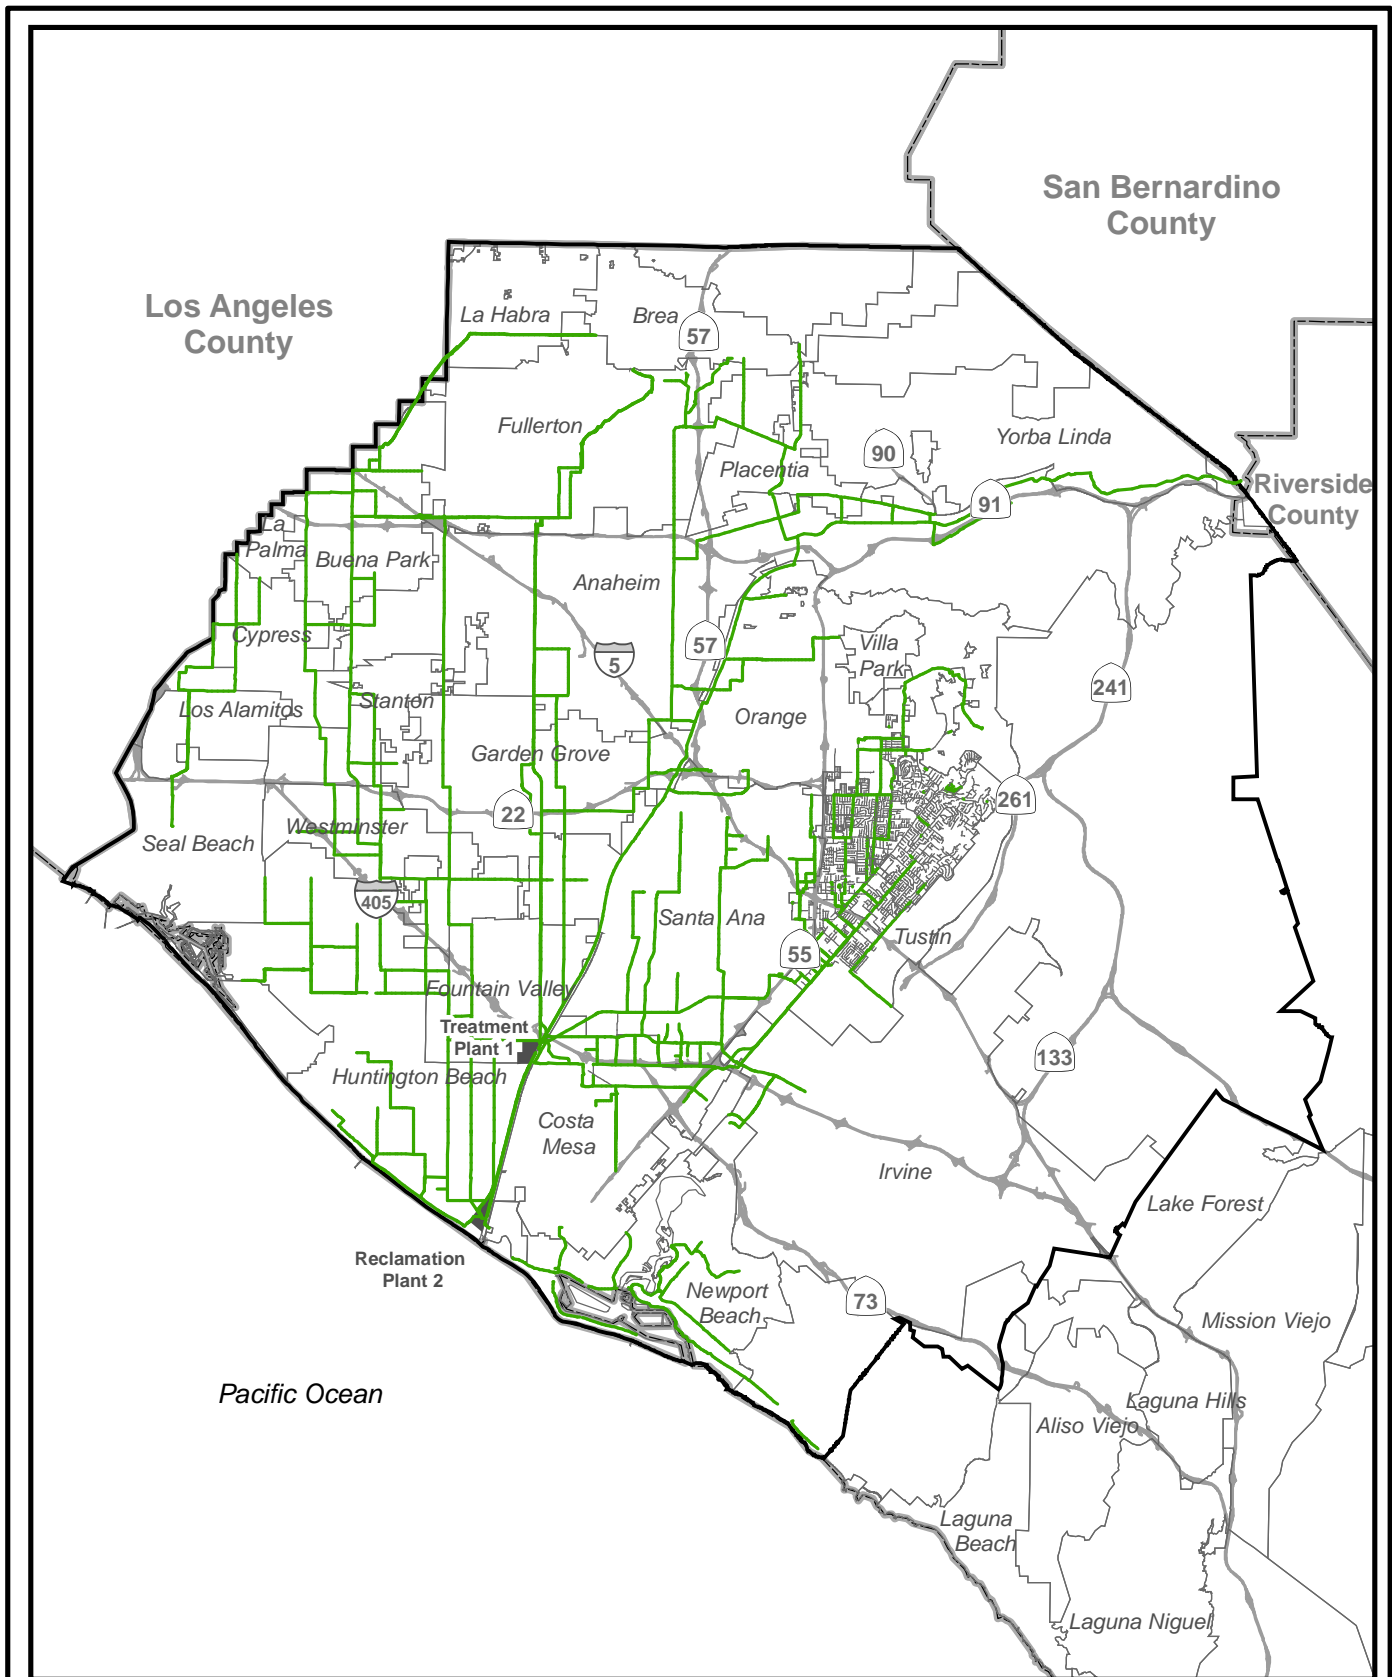 San Bernardino
County
Los Angeles
County
La Habra
Brea
57
Fullerton
Yorba Linda
90
Placentia
91
Riverside
County
La
Palma
Buena Park
Anaheim
Cypress
57
Villa
Park
5
241
Los Alamitos
Stanton
Orange
Garden Grove
261
22
Westminster
Seal Beach
405
Santa Ana
Tustin
55
Fountain Valley
Treatment
Plant 1
133
Huntington Beach
Costa
Mesa
Irvine
Lake Forest
Reclamation
Plant 2
Newport
Beach
73
Mission Viejo
Pacific Ocean
Laguna Hills
Aliso Viejo
Laguna
Beach
Laguna Niguel